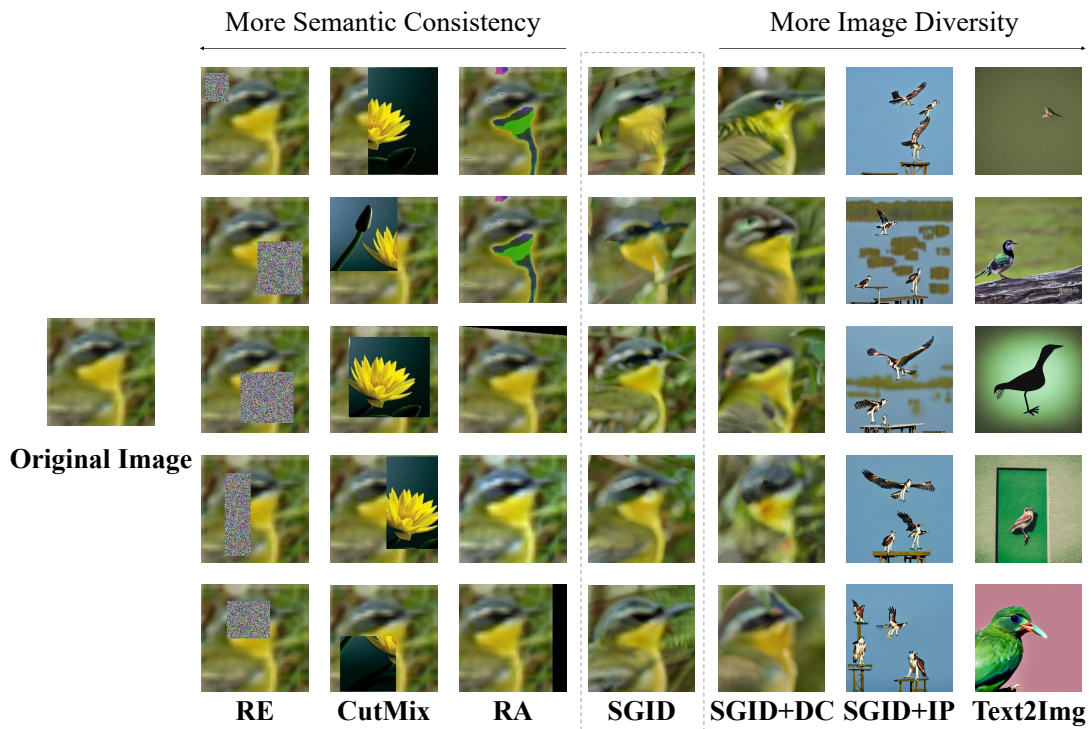 More Semantic Consistency
More Image Diversity
Original Image
RE
CutMix
RA
SGID
SGID+DC
SGID+IP
Text2Img